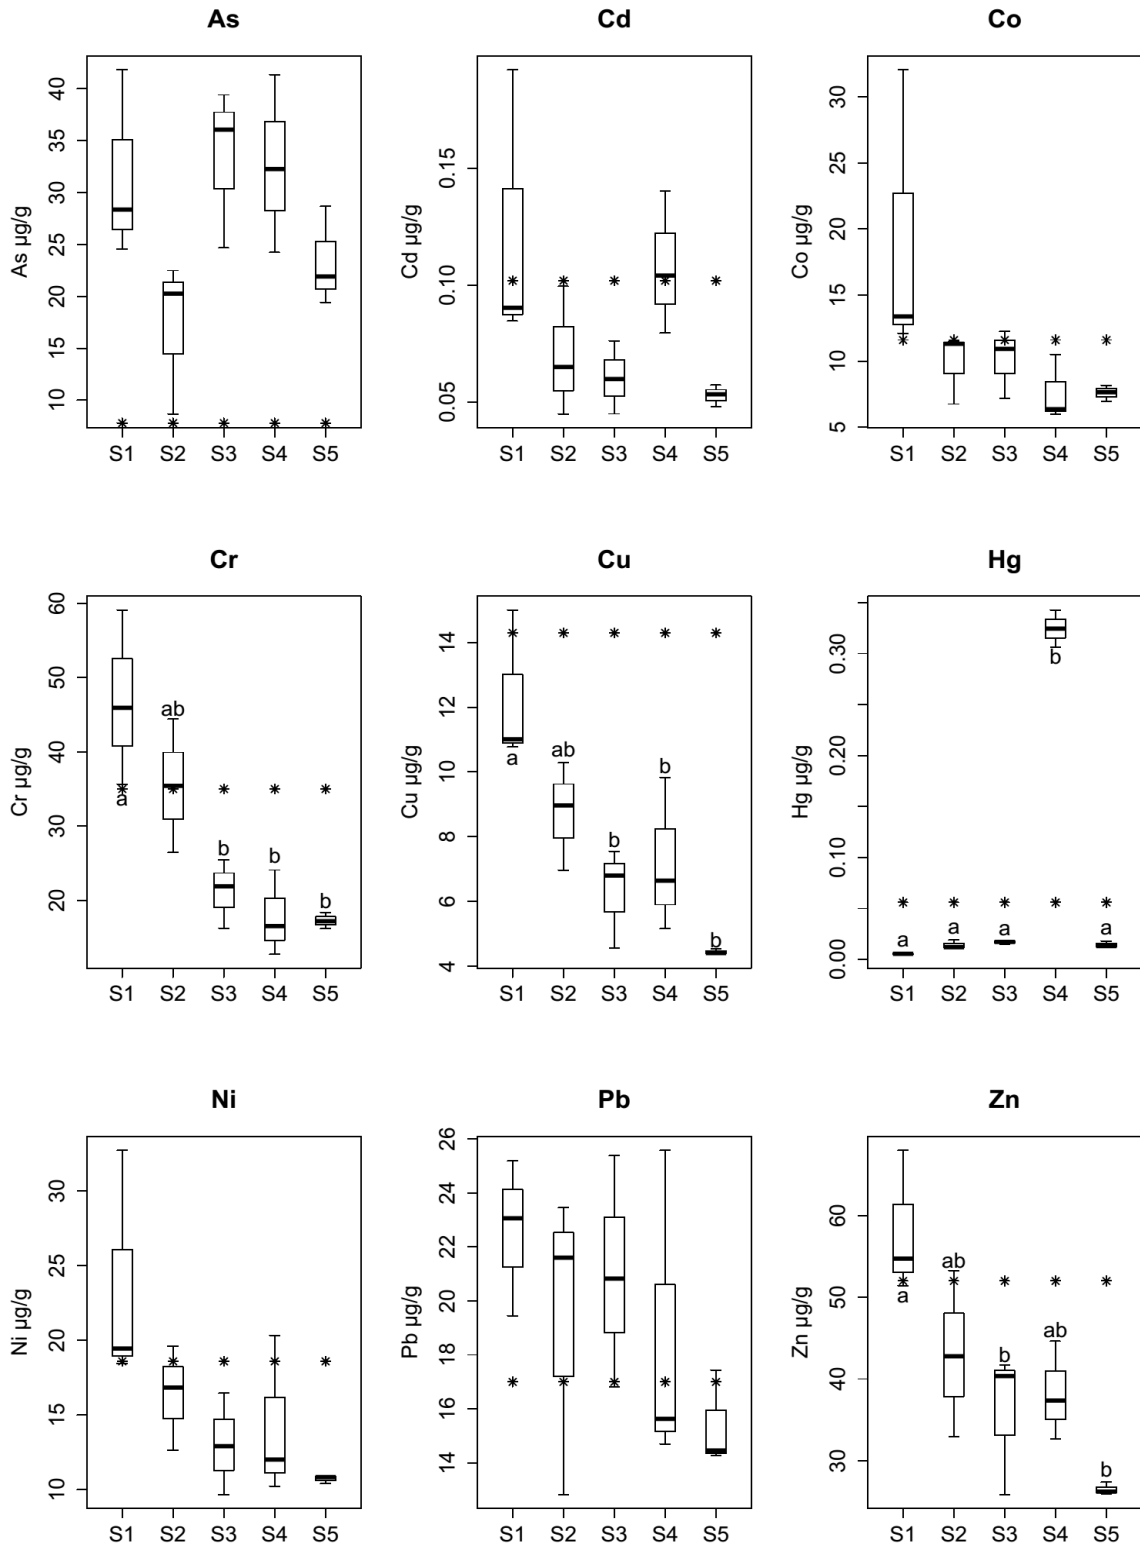 As
Cd
Co
As µg/g
40
35
30
25
20
15
10
S1 S2 S3 S4 S5
Cd µg/g
0.15
0.10
0.05
S1 S2 S3 S4 S5
Co µg/g
30
25
20
15
10
5
S1 S2 S3 S4 S5
Cr
Cu
Hg
Cr µg/g
60
50
40
30
20
a
ab
b
b
b
S1 S2 S3 S4 S5
Cu µg/g
14
12
10
8
6
4
a
ab
b
b
b
S1 S2 S3 S4 S5
Hg µg/g
0.30
0.20
0.10
0.00
a
a
a
b
a
S1 S2 S3 S4 S5
Ni
Pb
Zn
Ni µg/g
30
25
20
15
10
S1 S2 S3 S4 S5
Pb µg/g
26
24
22
20
18
16
14
S1 S2 S3 S4 S5
Zn µg/g
60
50
40
30
a
ab
b
ab
b
S1 S2 S3 S4 S5